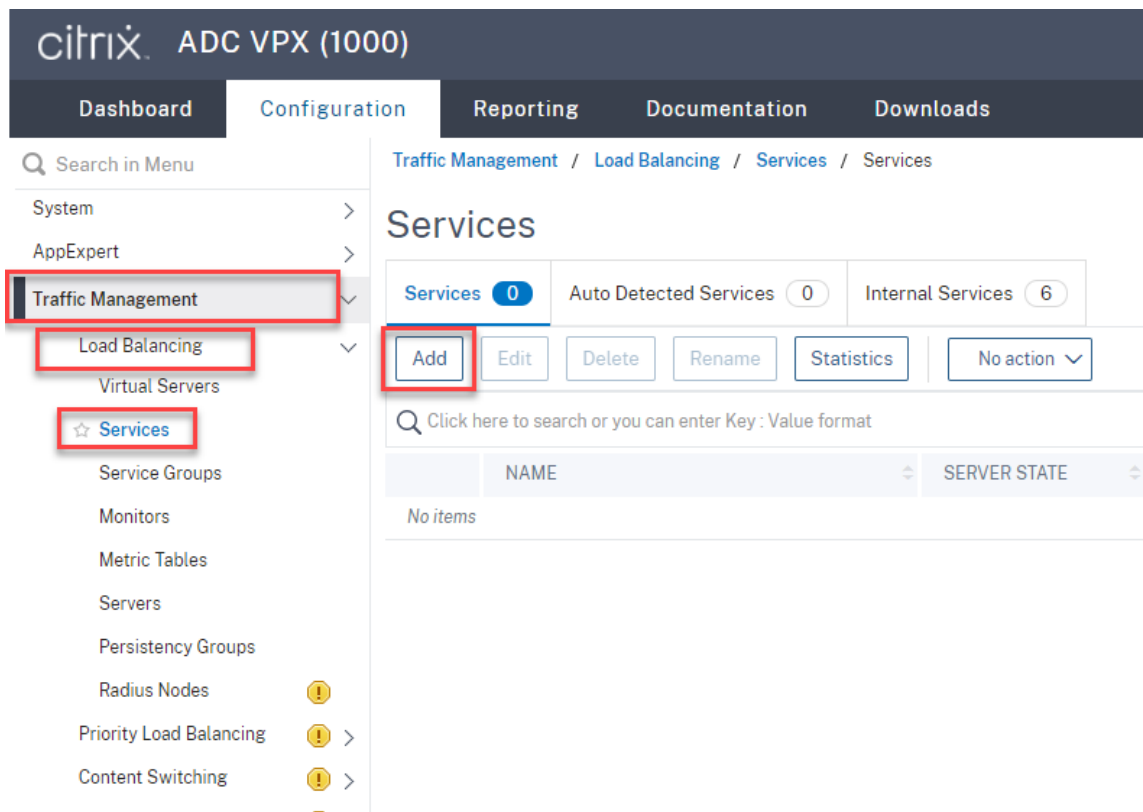 citrix. ADC VPX (1000)
Dashboard Configuration Reporting Documentation Downloads
Search in Menu
Traffic Management / Load Balancing / Services / Services
System
AppExpert
Traffic Management
Load Balancing
Virtual Servers
Services
Service Groups
Monitors
Metric Tables
Servers
Persistency Groups
Radius Nodes
Priority Load Balancing
Content Switching
Services
Services 0 Auto Detected Services 0 Internal Services 6
Add Edit Delete Rename Statistics No action
Click here to search or you can enter Key : Value format
NAME SERVER STATE
No items